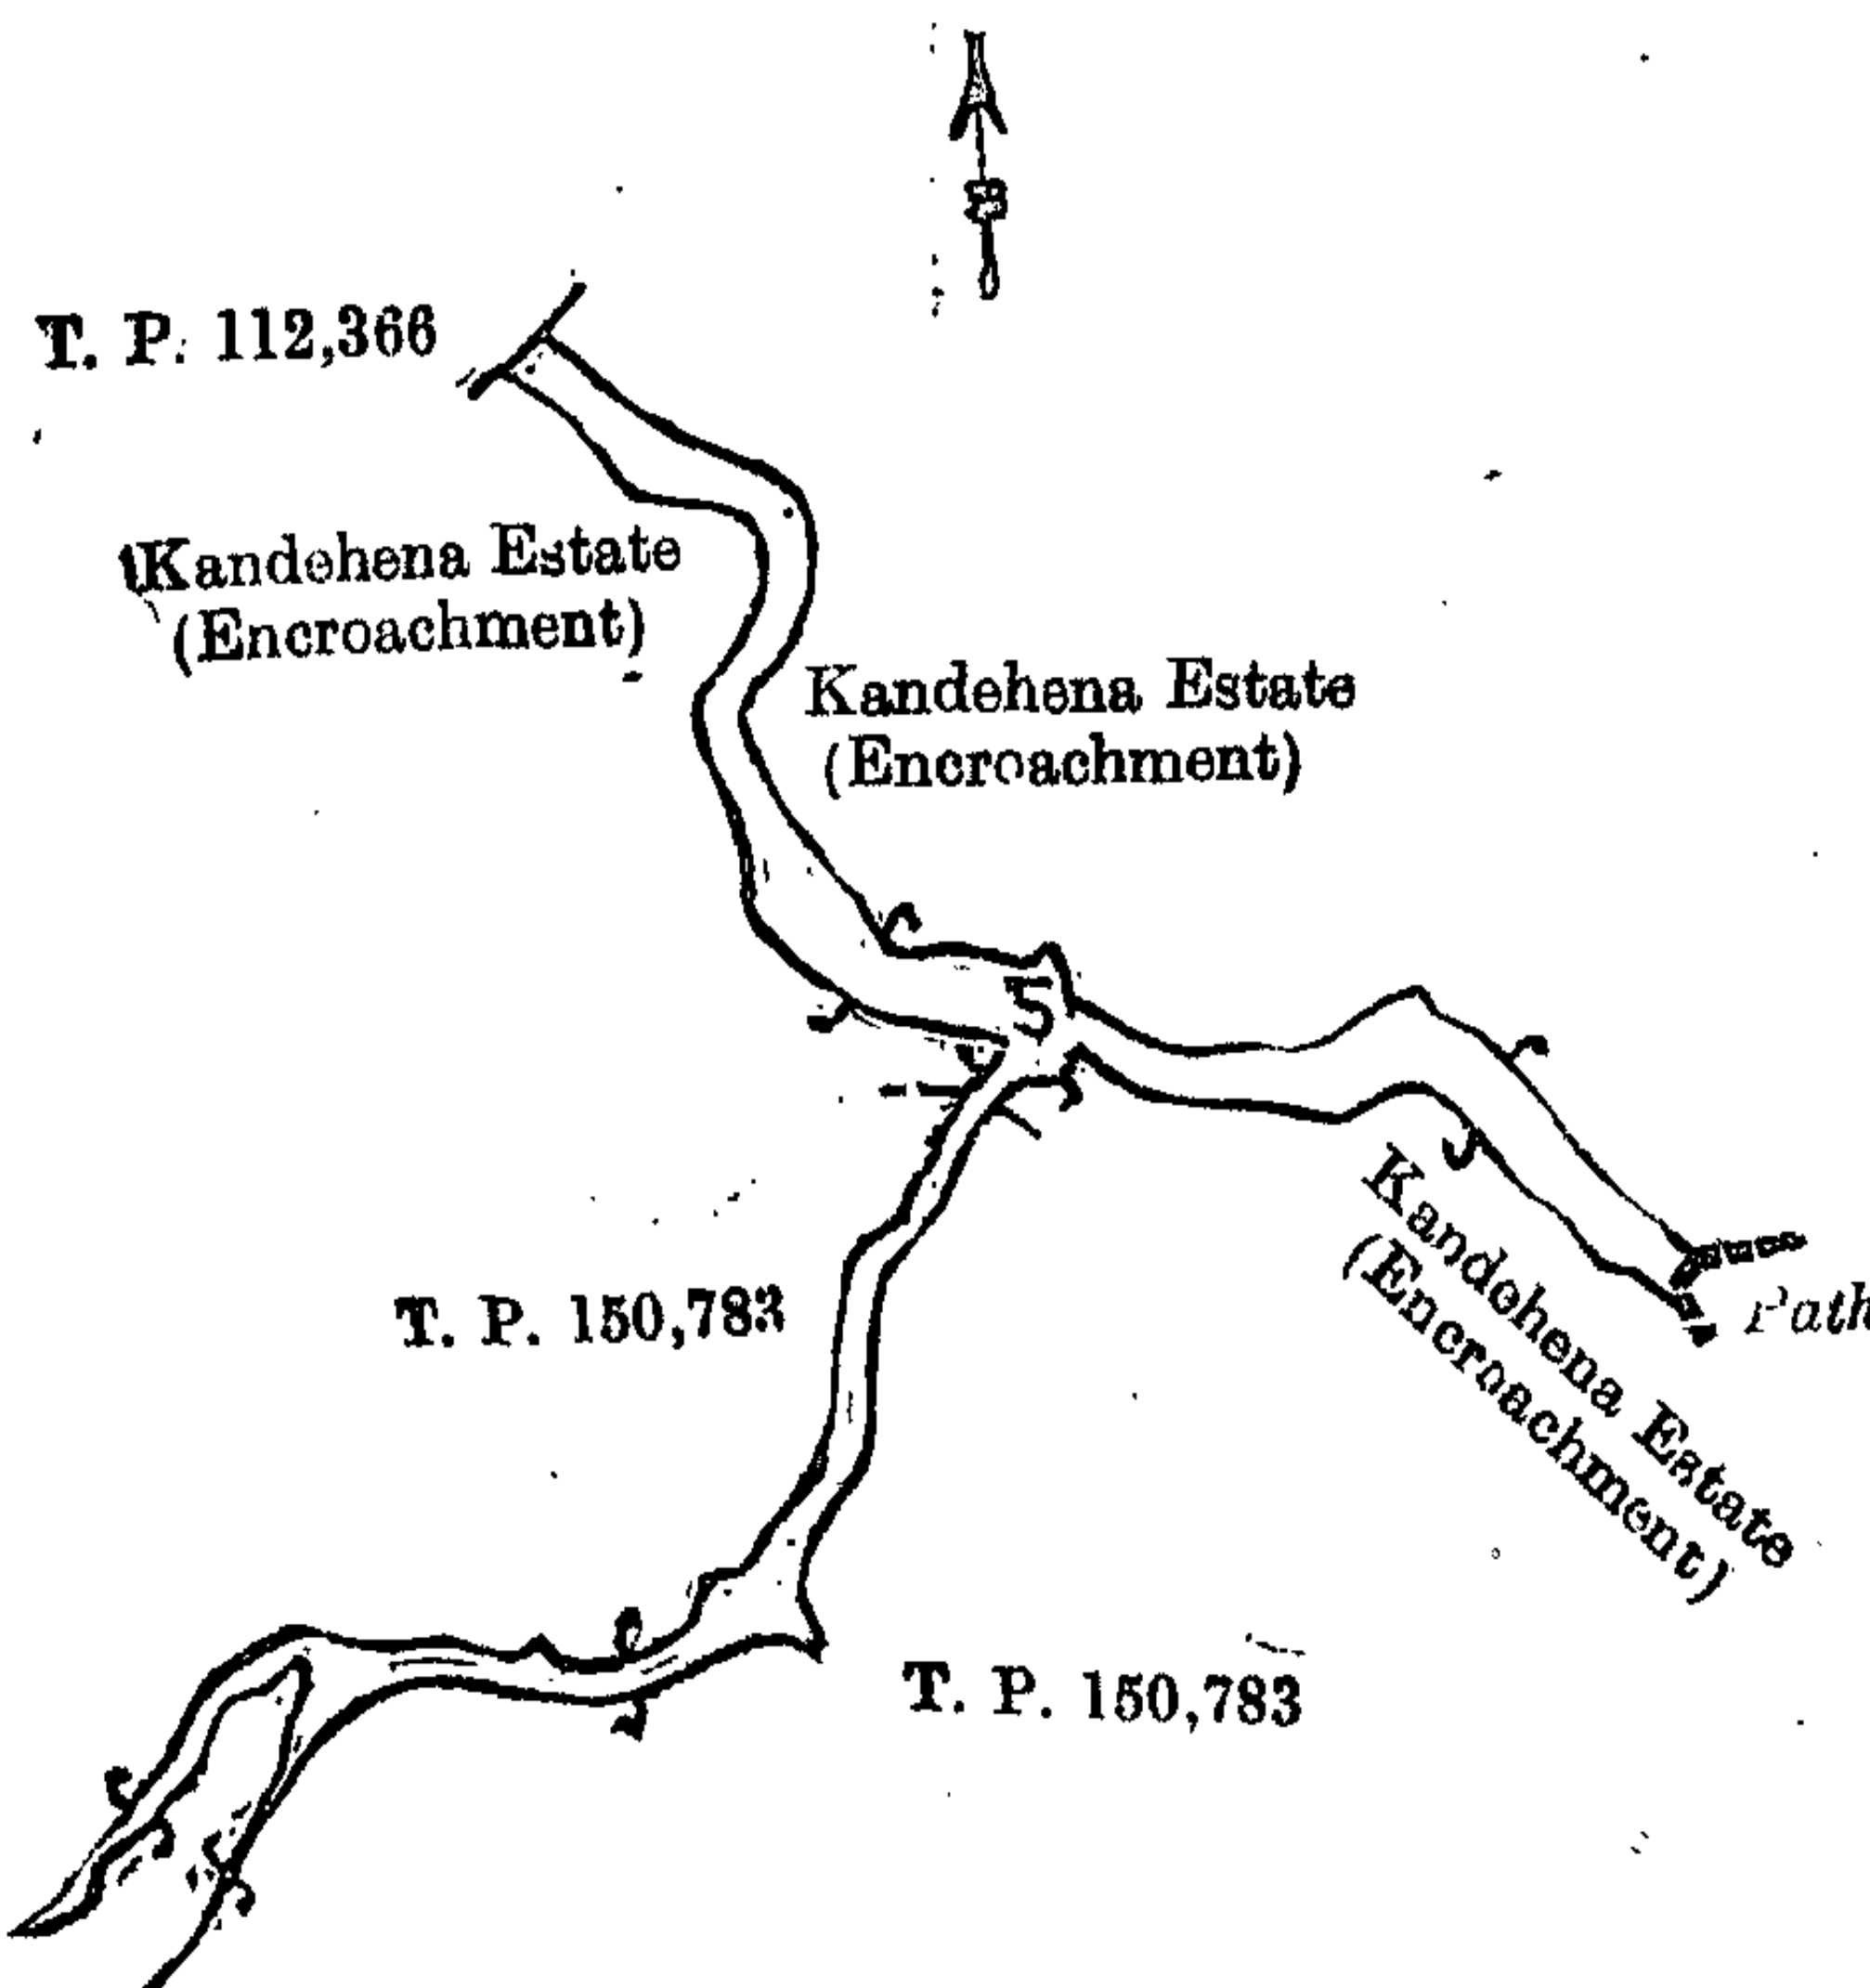 T. P. 112,366
Kandehena Estate
(Encroachment)
Kandehena Estate
(Encroachment)
5
Kandehena Estate
(Encroachment)
Path
T. P. 150,783
T. P. 150,783